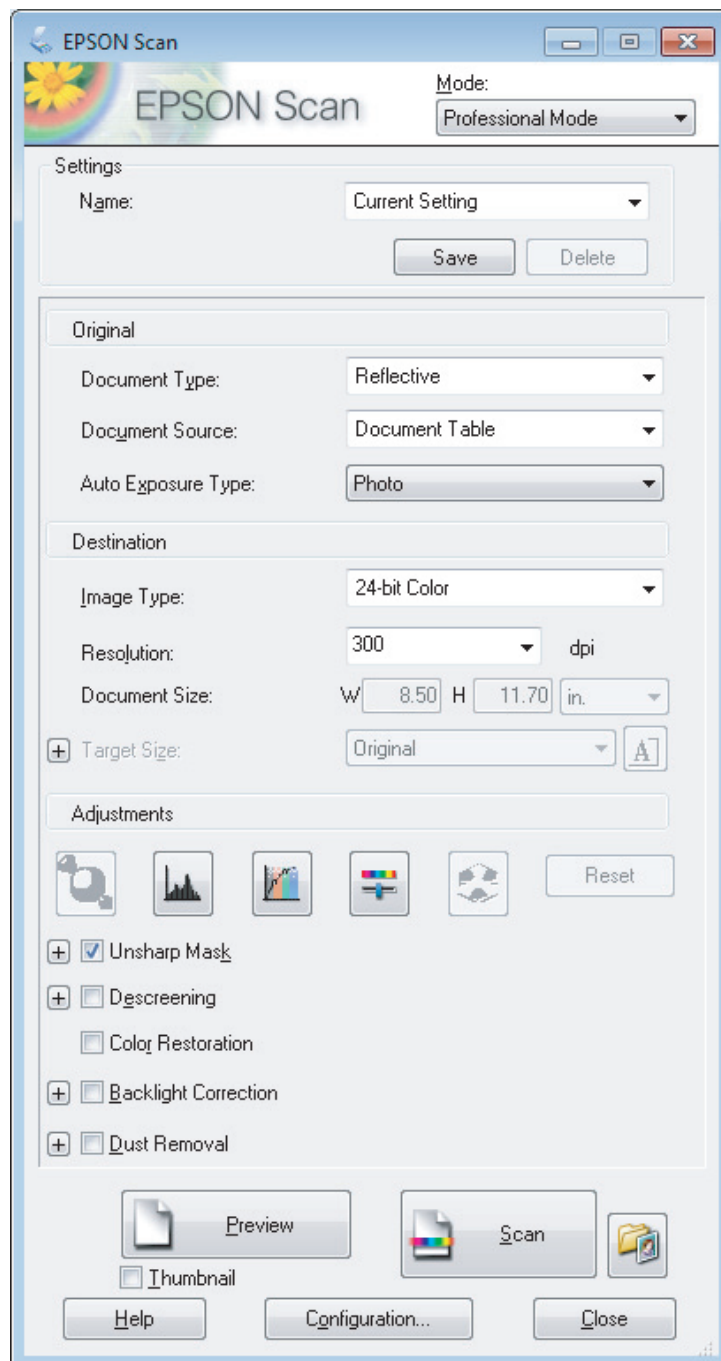 EPSON Scan
EPSON Scan
Mode:
Professional Mode
Settings
Name: Current Setting
Save Delete
Original
Document Type: Reflective
Document Source: Document Table
Auto Exposure Type: Photo
Destination
Image Type: 24-bit Color
Resolution: 300 dpi
Document Size: W 8.50 H 11.70 in.
Target Size: Original A
Adjustments
Reset
Unsharp Mask
Descreening
Color Restoration
Backlight Correction
Dust Removal
Preview Scan
Thumbnail
Help Configuration... Close